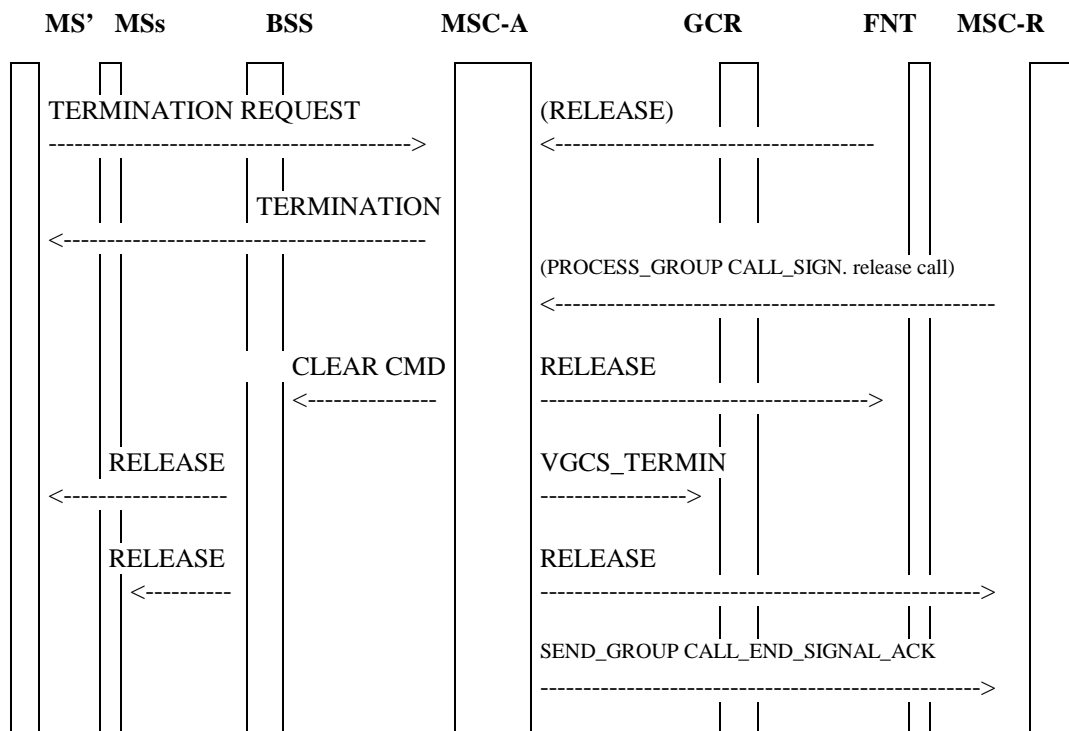 MS’ MSs BSS MSC-A GCR FNT MSC-R
TERMINATION REQUEST (RELEASE)
TERMINATION
(PROCESS_GROUP CALL_SIGN. release call)
CLEAR CMD RELEASE
RELEASE VGCS_TERMIN
RELEASE RELEASE
SEND_GROUP CALL_END_SIGNAL_ACK